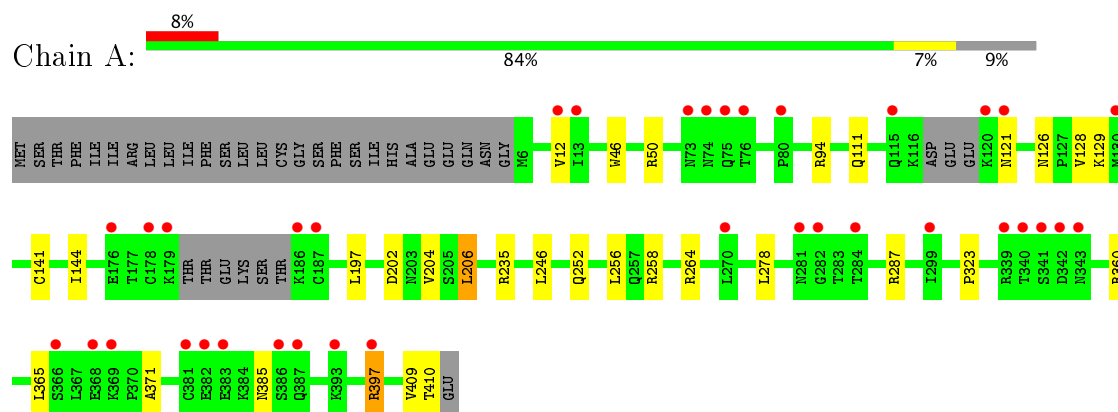 8%
Chain A:
84% 7% 9%
MET SER THR PHE ILE ILE ARG LEU LEU ILE PHE SER LEU LEU CYS GLY SER PHE SER ILE HIS ALA GLU GLU GLN ASN GLY M6 V12 I13 W46 R50 N73 N74 Q75 T76 P80 R94 Q111 Q115 K116 ASP GLU GLU K120 N121 N126 P127 V128 K129 M130
C141 I144 E176 T177 C178 K179 THR THR GLU LYS SER THR K186 C187 L197 D202 N203 V204 S205 L206 R235 L246 Q252 L256 Q257 R258 R264 L270 L278 N281 G282 T283 T284 R287 I299 P323 R339 T340 S341 D342 N343 R360
L365 S366 L367 E368 K369 P370 A371 C381 E382 E383 K384 N385 S386 Q387 K393 R397 V409 T410 GLU